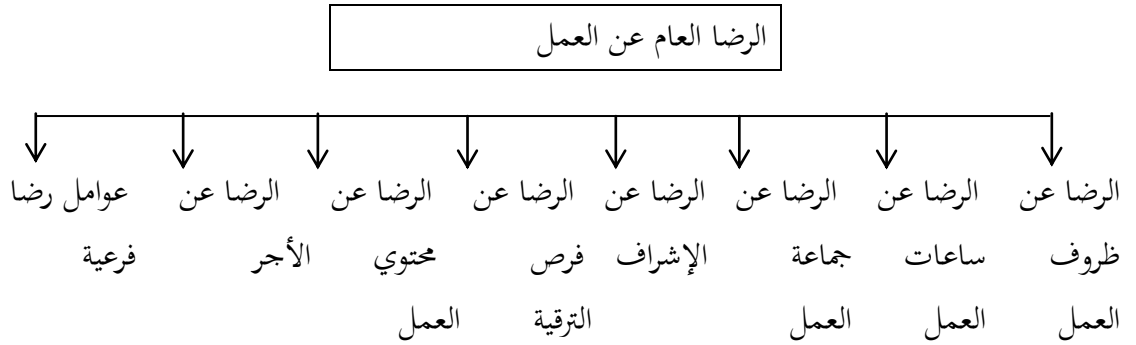 الرضا العام عن العمل
الرضا عن الرضا عن الرضا عن الرضا عن الرضا عن الرضا عن الرضا عن عوامل رضا
ظروف ساعات جماعة الإشراف فرص محتوي الأجر فرعية
العمل العمل العمل الترقية العمل